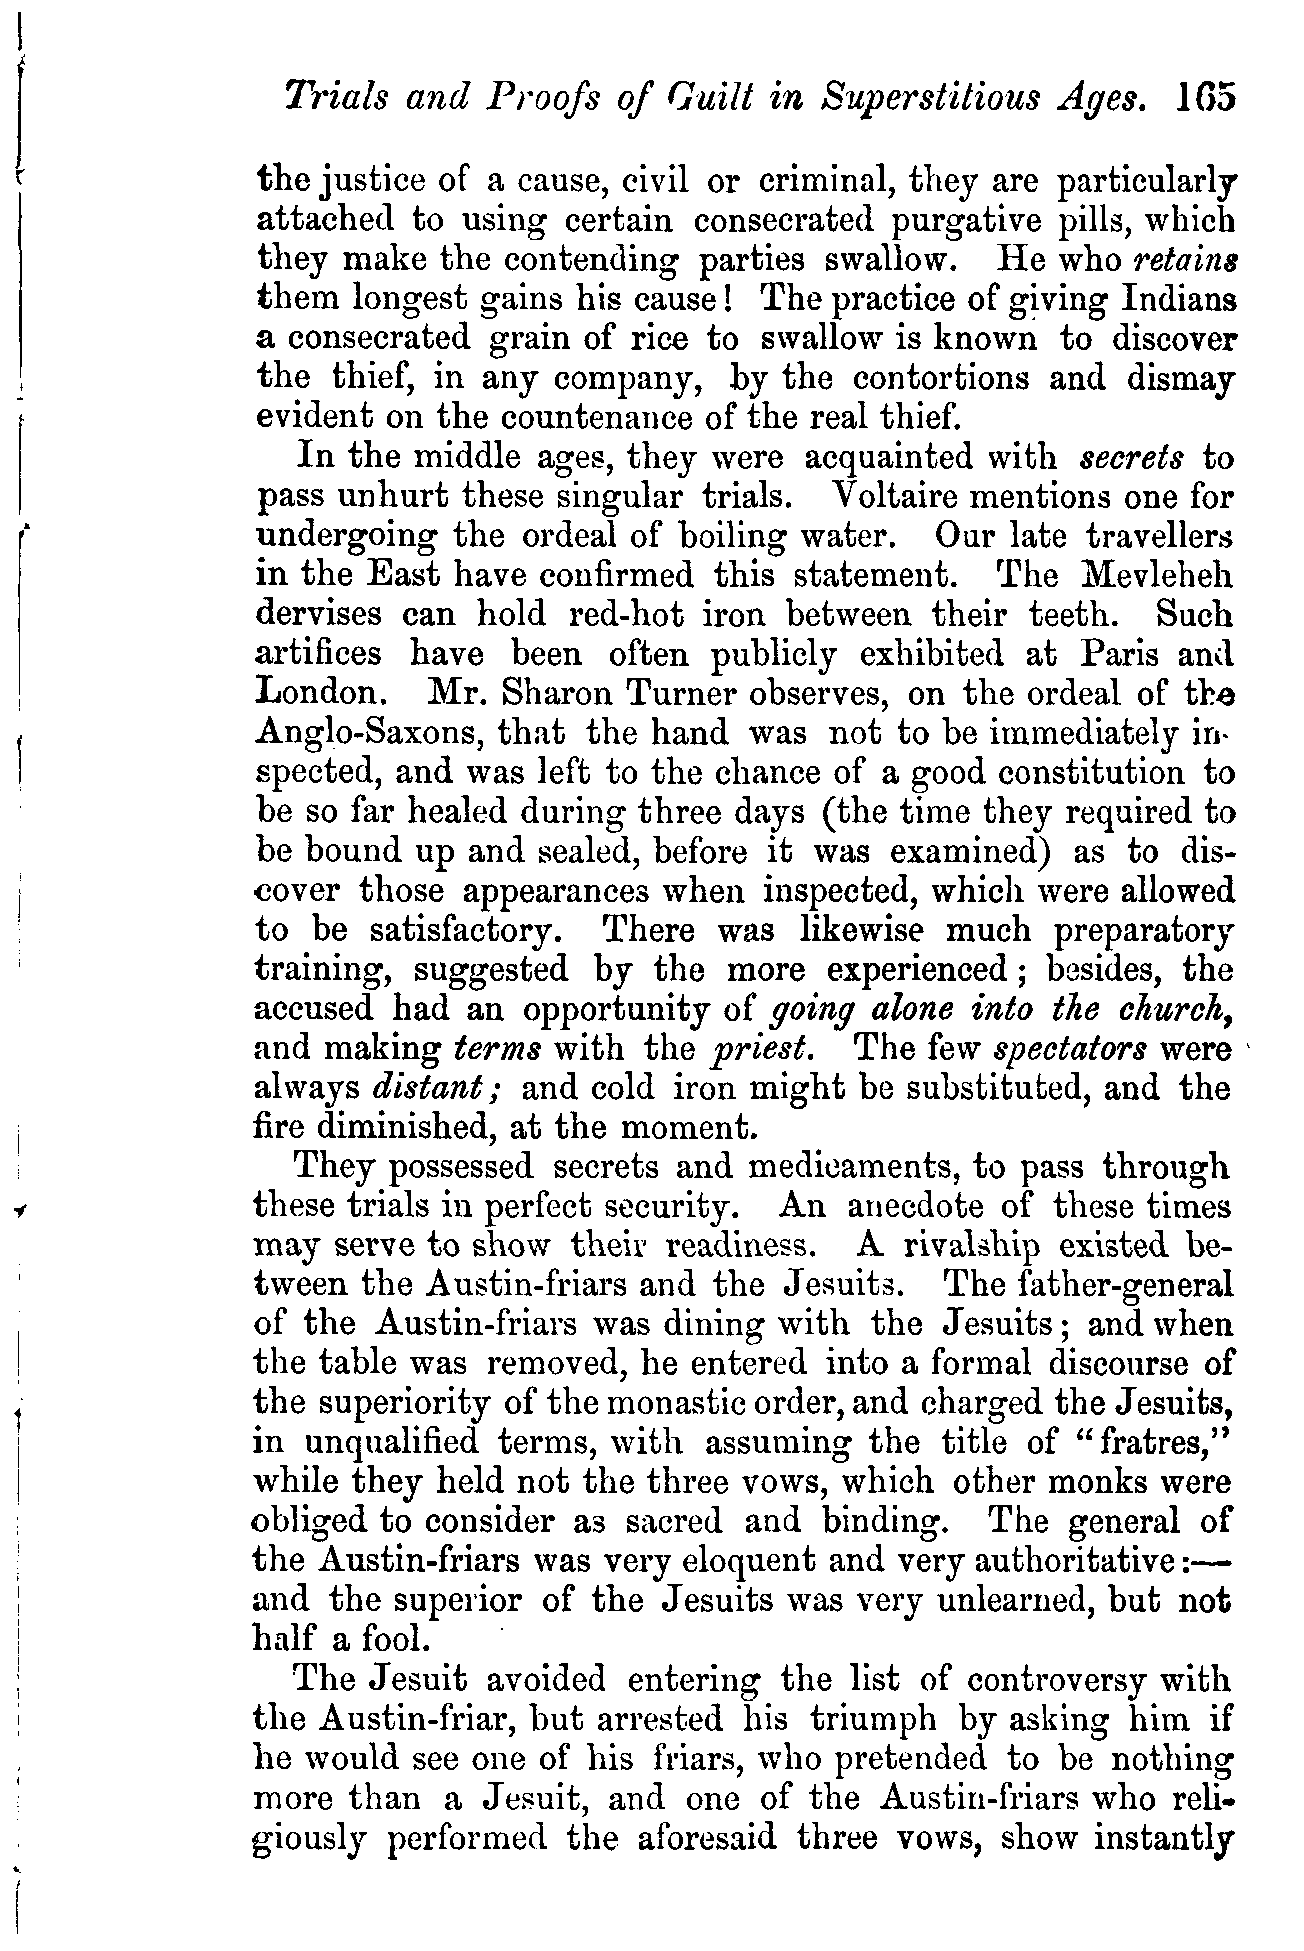 Trials and Proofs of Guilt in Superstitious Ages. 165
the justice of a cause, civil or criminal, they are particularly
attached to using certain consecrated purgative pills, which
they make the contending parties swallow. He who retains
them longest gains his cause! The practice of giving Indians
a consecrated grain of rice to swallow is known to discover
the thief, in any company, by the contortions and dismay
evident on the countenance of the real thief.
In the middle ages, they were acquainted with secrets to
pass unhurt these singular trials. Voltaire mentions one for
undergoing the ordeal of boiling water. Our late travellers
in the East have confirmed this statement. The Mevleheh
dervises can hold red-hot iron between their teeth. Such
artifices have been often publicly exhibited at Paris and
London. Mr. Sharon Turner observes, on the ordeal of the
Anglo-Saxons, that the hand was not to be immediately in-
spected, and was left to the chance of a good constitution to
be so far healed during three days (the time they required to
be bound up and sealed, before it was examined) as to dis-
cover those appearances when inspected, which were allowed
to be satisfactory. There was likewise much preparatory
training, suggested by the more experienced; besides, the
accused had an opportunity of going alone into the church,
and making terms with the priest. The few spectators were
always distant; and cold iron might be substituted, and the
fire diminished, at the moment.
They possessed secrets and medicaments, to pass through
these trials in perfect security. An anecdote of these times
may serve to show their readiness. A rivalship existed be-
tween the Austin-friars and the Jesuits. The father-general
of the Austin-friars was dining with the Jesuits; and when
the table was removed, he entered into a formal discourse of
the superiority of the monastic order, and charged the Jesuits,
in unqualified terms, with assuming the title of "fratres,"
while they held not the three vows, which other monks were
obliged to consider as sacred and binding. The general of
the Austin-friars was very eloquent and very authoritative:—
and the superior of the Jesuits was very unlearned, but not
half a fool.
The Jesuit avoided entering the list of controversy with
the Austin-friar, but arrested his triumph by asking him if
he would see one of his friars, who pretended to be nothing
more than a Jesuit, and one of the Austin-friars who reli-
giously performed the aforesaid three vows, show instantly